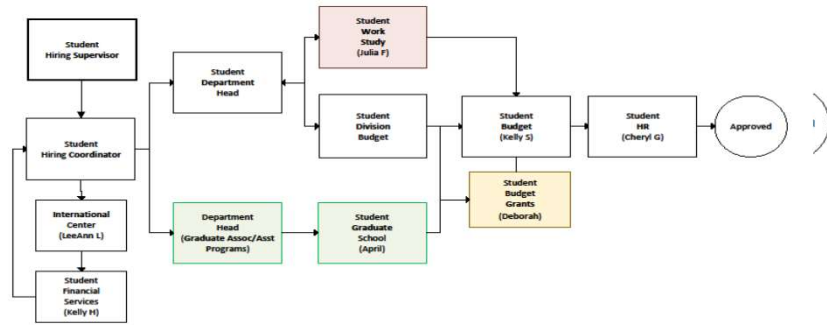 Student
Hiring Supervisor
Student
Hiring Coordinator
International
Center
(LeeAnn L)
Student
Financial
Services
(Kelly H)
Student
Department
Head
Department
Head
(Graduate Assoc/Asst
Programs)
Student
Work
Study
(Julia F)
Student
Division
Budget
Student
Graduate
School
(April)
Student
Budget
(Kelly S)
Student
Budget
Grants
(Deborah)
Student
HR
(Cheryl G)
Approved